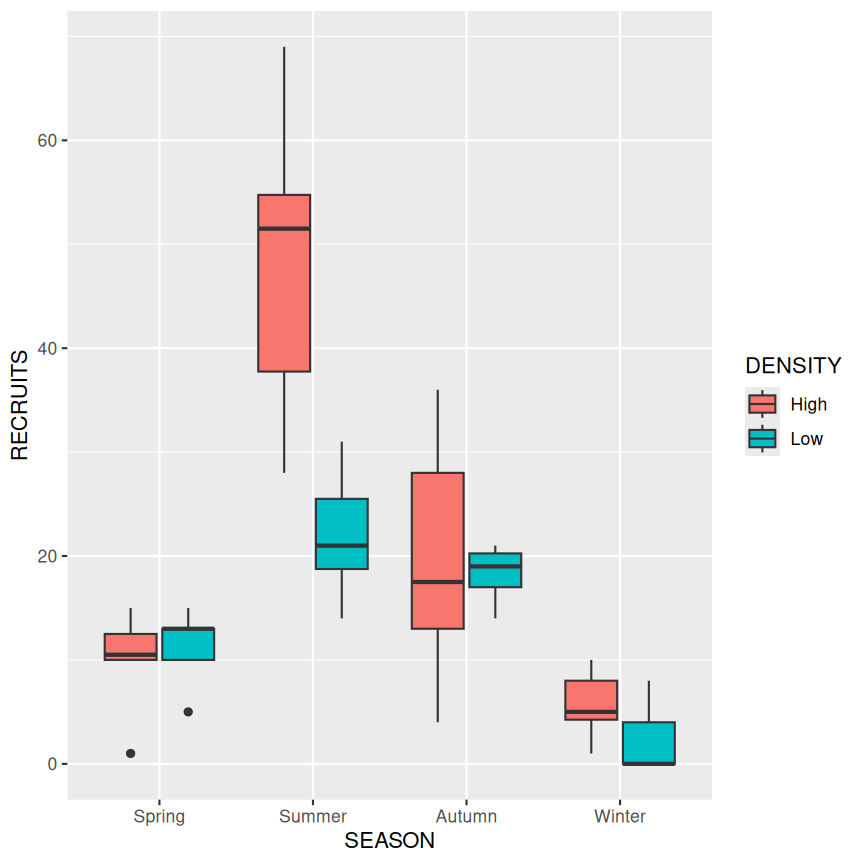 60
40
20
0
RECRUITS
Spring Summer Autumn Winter
SEASON
DENSITY
High
Low